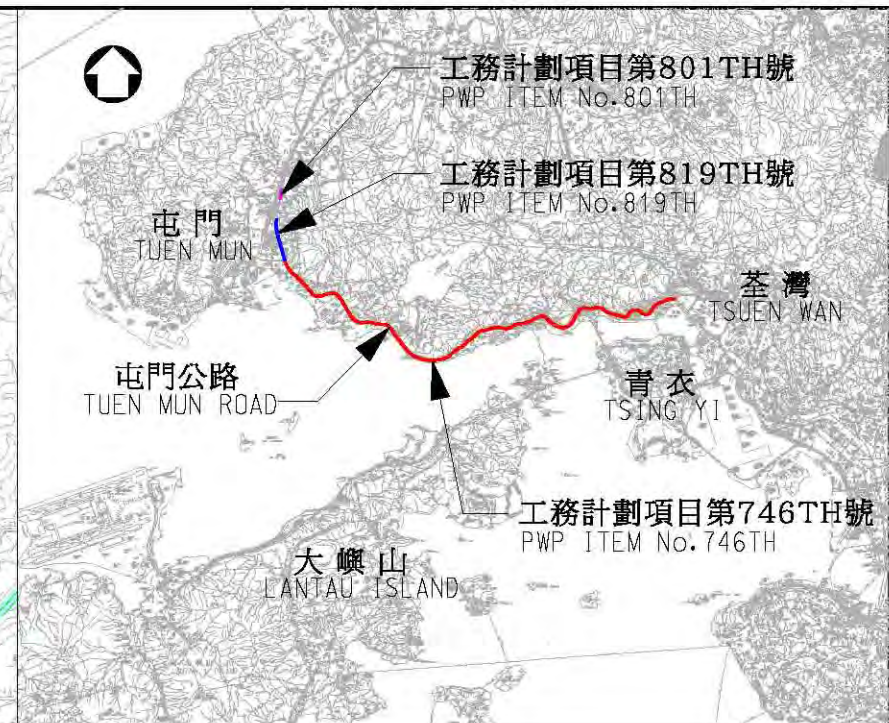 工務計劃項目第801TH號
PWP ITEM No.801TH
工務計劃項目第819TH號
PWP ITEM No.819TH
屯門
TUEN MUN
荃灣
TSUEN WAN
屯門公路
TUEN MUN ROAD
青衣
TSING YI
工務計劃項目第746TH號
PWP ITEM No.746TH
大嶼山
LANTAU ISLAND